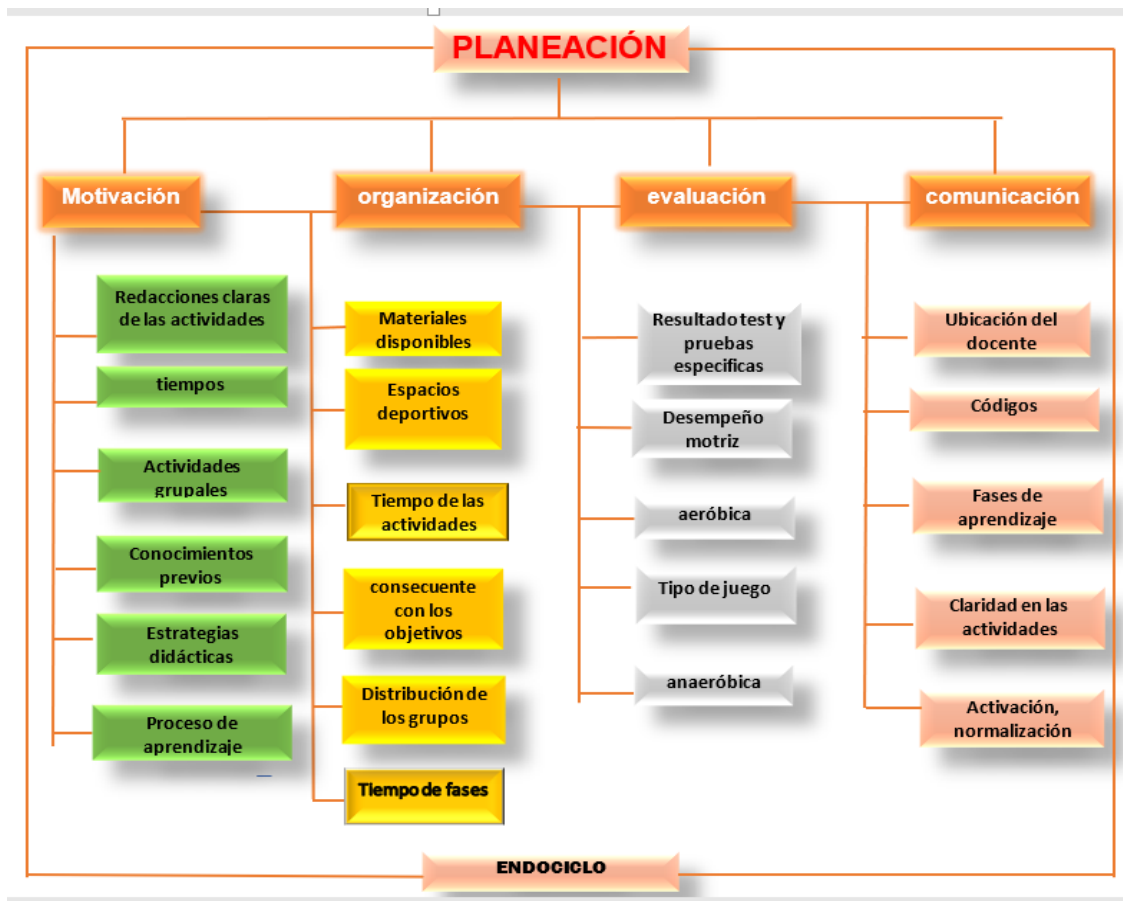 PLANEACIÓN
Motivación
organización
evaluación
comunicación
Redacciones claras
de las actividades
tiempos
Actividades
grupales
Conocimientos
previos
Estrategias
didácticas
Proceso de
aprendizaje
Materiales
disponibles
Espacios
deportivos
Tiempo de las
actividades
consecuente
con los
objetivos
Distribución de
los grupos
Tiempo de fases
Resultado test y
pruebas
especificas
Desempeño
motriz
aeróbica
Tipo de juego
anaeróbica
Ubicación del
docente
Códigos
Fases de
aprendizaje
Claridad en las
actividades
Activación,
normalización
ENDOCICLO